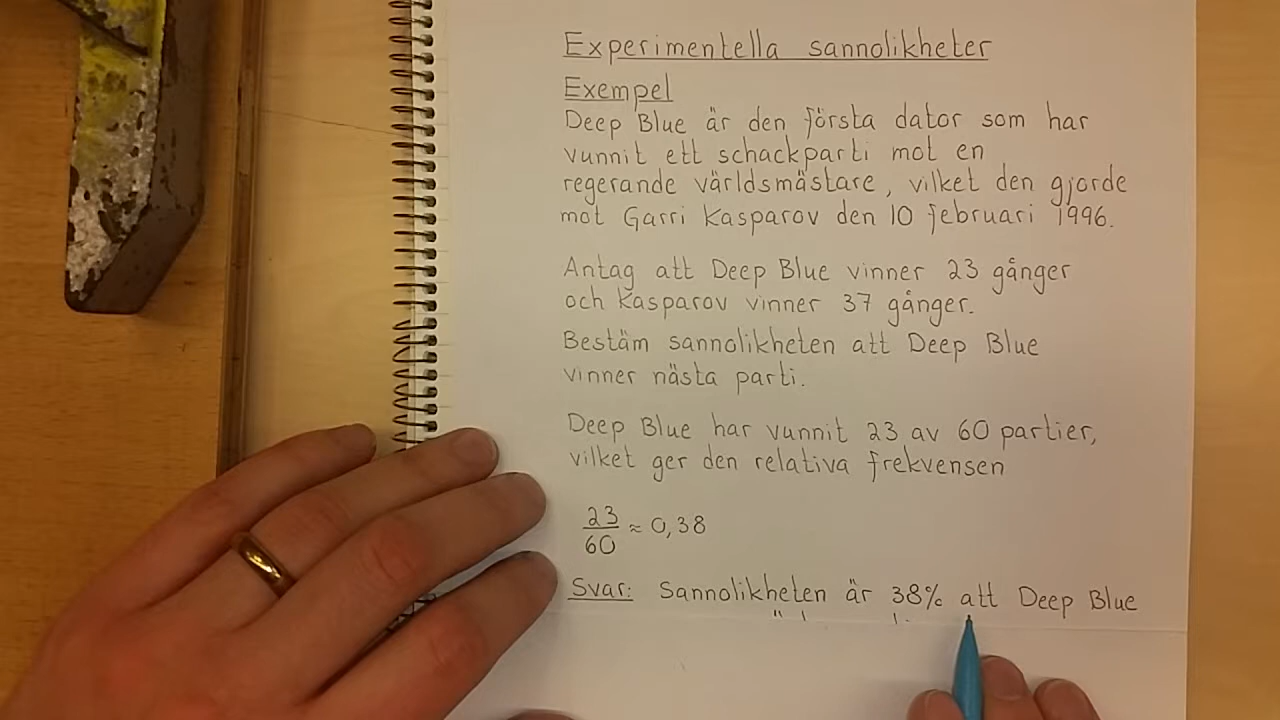 Experimentella sannolikheter
Exempel
Deep Blue är den första dator som har
vunnit ett schackparti mot en
regerande världsmästare, vilket den gjorde
mot Garri Kasparov den 10 februari 1996.
Antag att Deep Blue vinner 23 gånger
och Kasparov vinner 37 gånger.
Bestäm sannolikheten att Deep Blue
vinner nästa parti.
Deep Blue har vunnit 23 av 60 partier,
vilket ger den relativa frekvensen
23/60 ≈ 0,38
Svar: Sannolikheten är 38% att Deep Blue